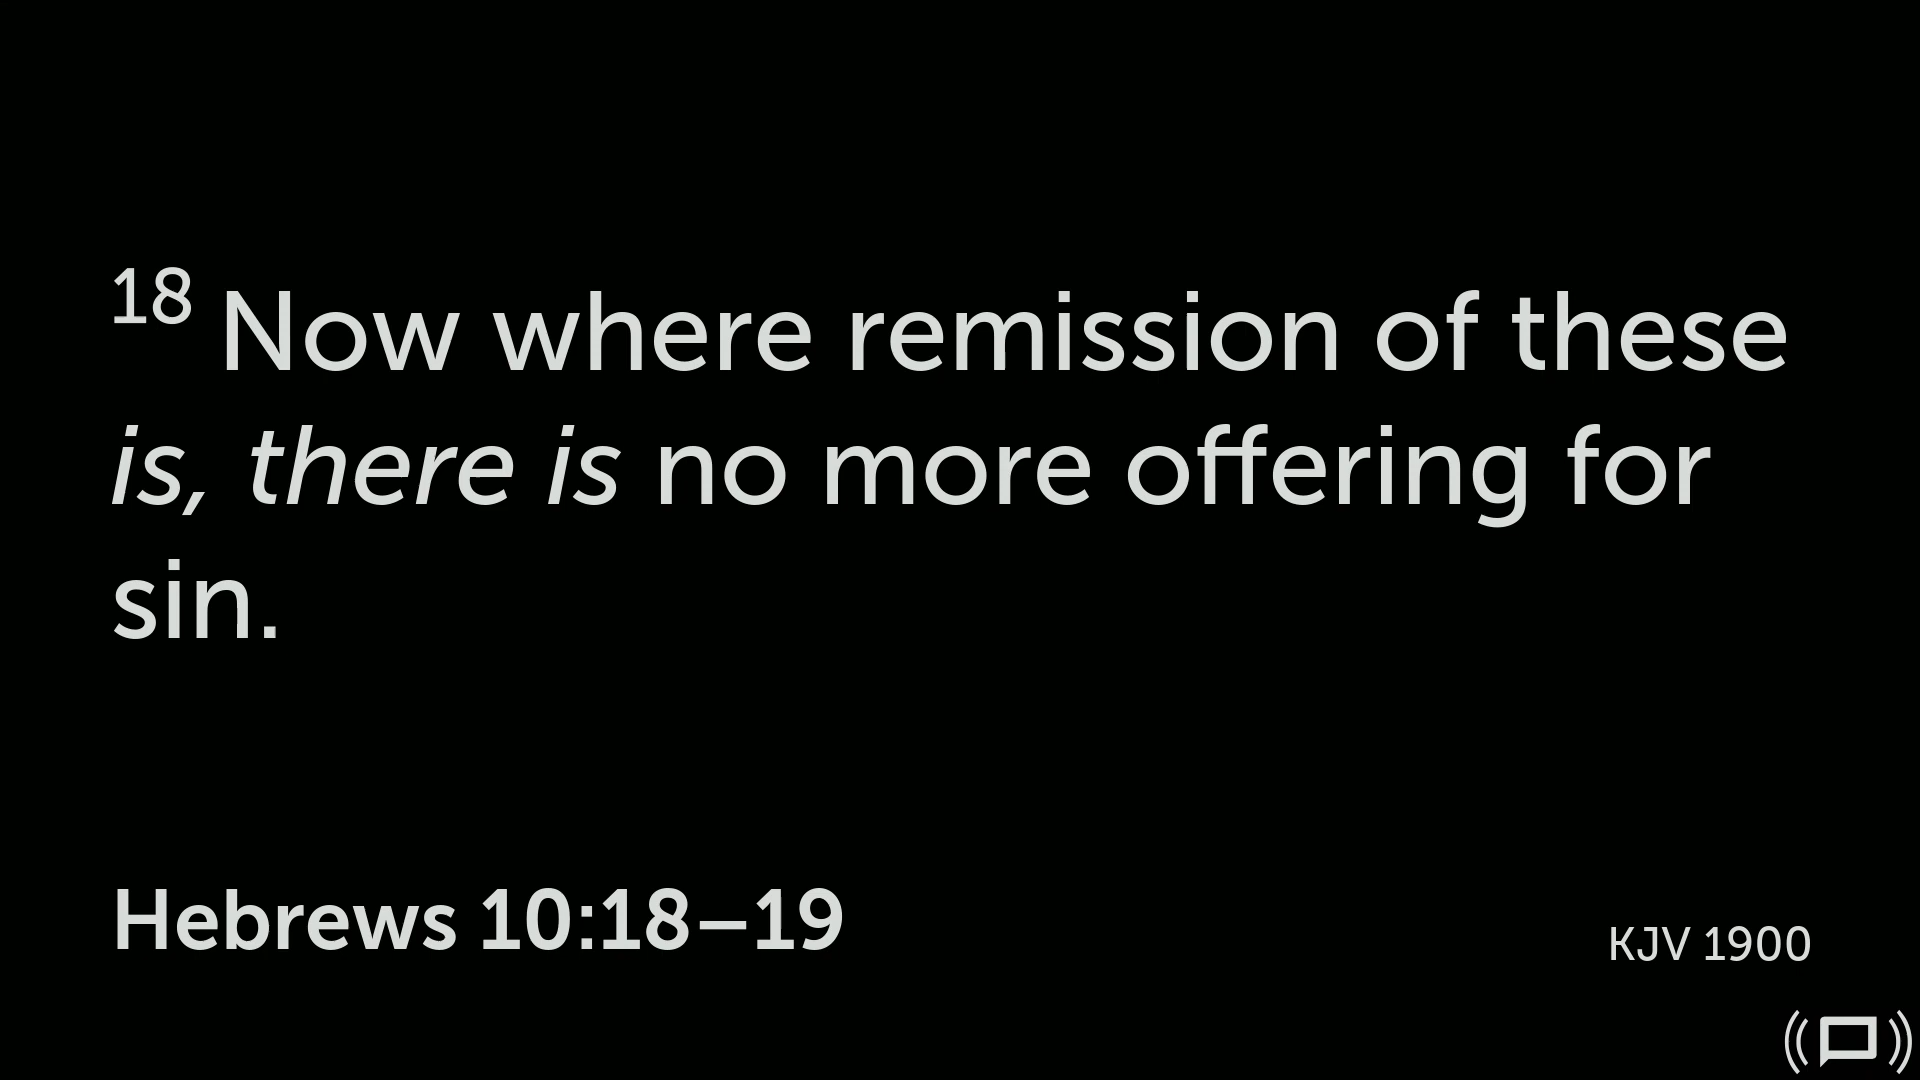 18 Now where remission of these
is, there is no more offering for
sin.
Hebrews 10:18–19
KJV 1900